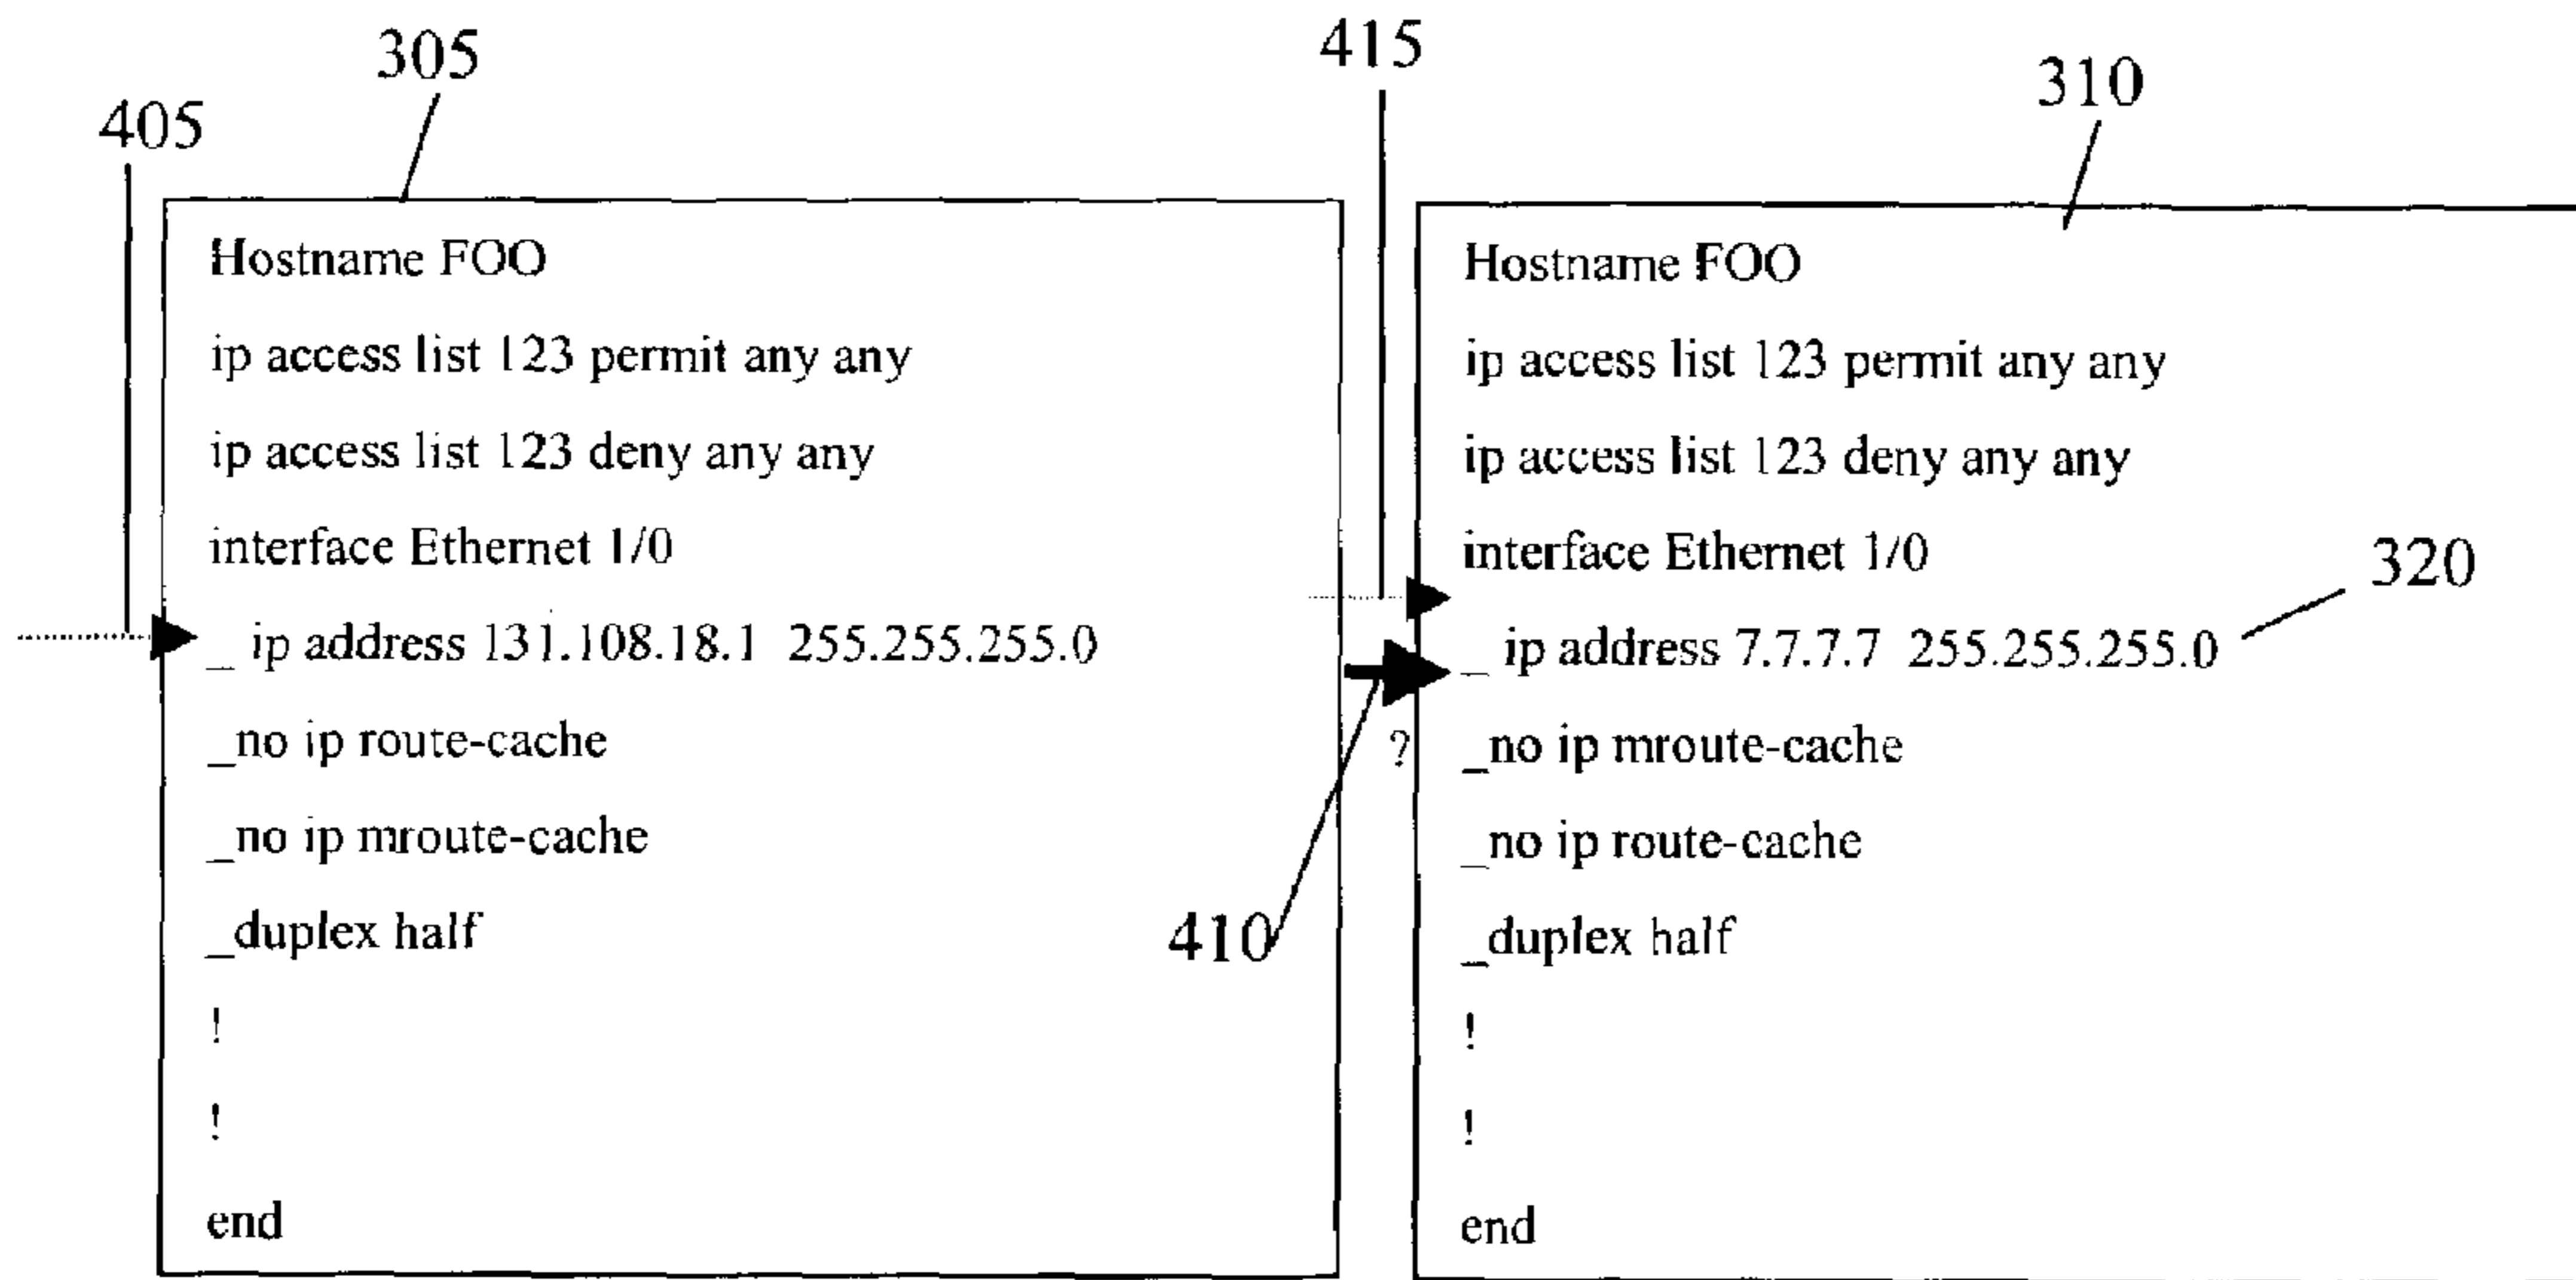 305
415
310
405
Hostname FOO
ip access list 123 permit any any
ip access list 123 deny any any
interface Ethernet 1/0
_ ip address 131.108.18.1 255.255.255.0
_no ip route-cache
_no ip mroute-cache
_duplex half
!
!
end
Hostname FOO
ip access list 123 permit any any
ip access list 123 deny any any
interface Ethernet 1/0
_ ip address 7.7.7.7 255.255.255.0
_no ip mroute-cache
_no ip route-cache
_duplex half
!
!
end
320
?
410